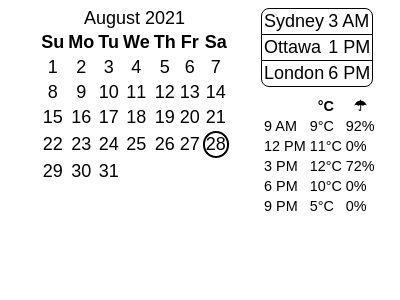 August 2021
Su Mo Tu We Th Fr Sa
1 2 3 4 5 6 7
8 9 10 11 12 13 14
15 16 17 18 19 20 21
22 23 24 25 26 27 28
29 30 31
Sydney 3 AM
Ottawa 1 PM
London 6 PM
°C ☂
9 AM 9°C 92%
12 PM 11°C 0%
3 PM 12°C 72%
6 PM 10°C 0%
9 PM 5°C 0%